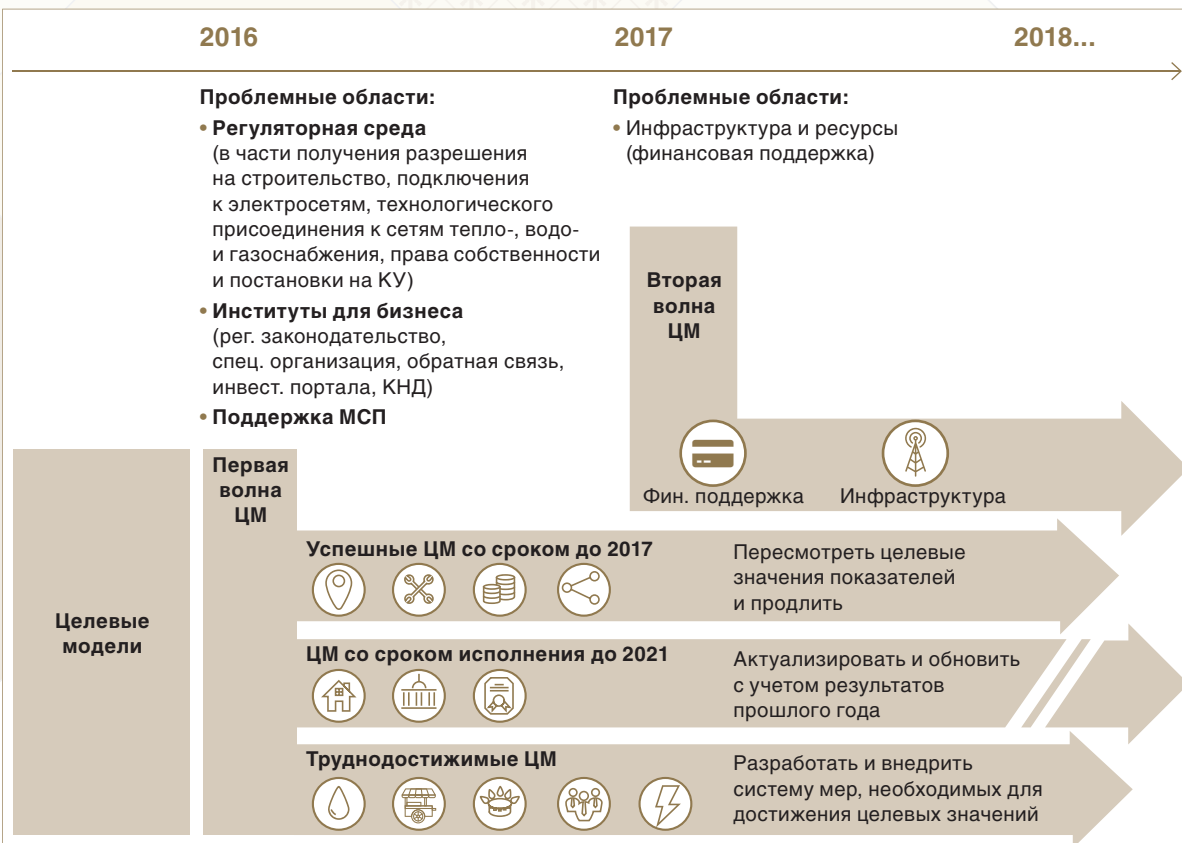 2016
2017
2018...
Проблемные области:
• Регуляторная среда
(в части получения разрешения
на строительство, подключения
к электросетям, технологического
присоединения к сетям тепло-, водо-
и газоснабжения, права собственности
и постановки на КУ)
• Институты для бизнеса
(рег. законодательство,
спец. организация, обратная связь,
инвест. портала, КНД)
• Поддержка МСП
Проблемные области:
• Инфраструктура и ресурсы
(финансовая поддержка)
Вторая
волна
ЦМ
Фин. поддержка
Инфраструктура
Целевые
модели
Первая
волна
ЦМ
Успешные ЦМ со сроком до 2017
Пересмотреть целевые
значения показателей
и продлить
ЦМ со сроком исполнения до 2021
Актуализировать и обновить
с учетом результатов
прошлого года
Труднодостижимые ЦМ
Разработать и внедрить
систему мер, необходимых для
достижения целевых значений